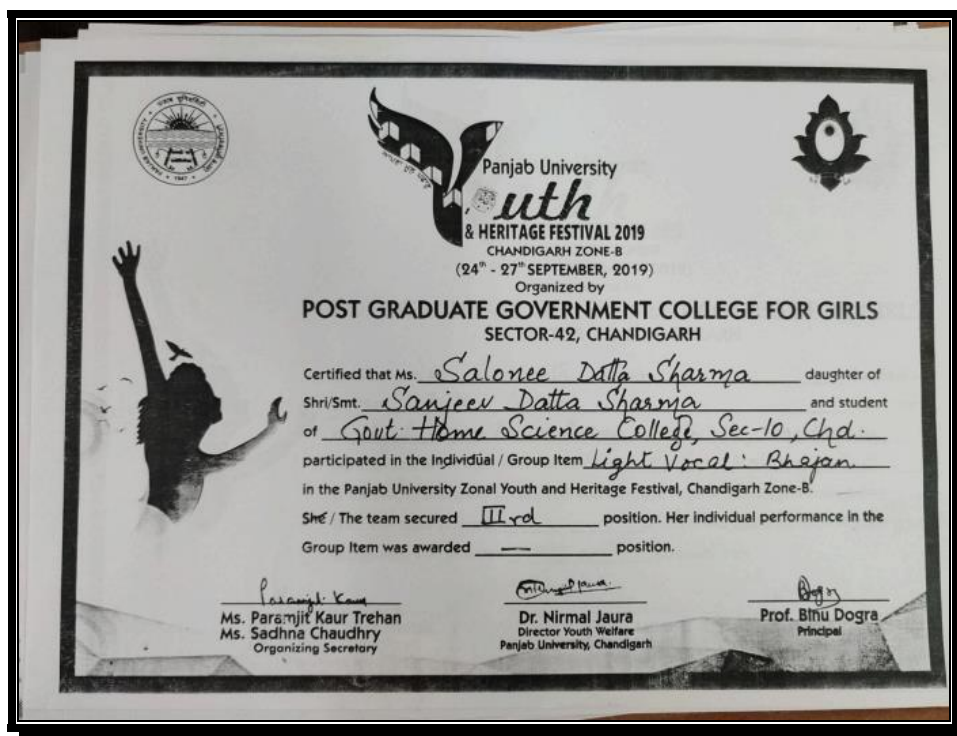 Panjab University
Youth
& HERITAGE FESTIVAL 2019
CHANDIGARH ZONE-B
(24th - 27th SEPTEMBER, 2019)
Organized by
POST GRADUATE GOVERNMENT COLLEGE FOR GIRLS
SECTOR-42, CHANDIGARH
Certified that Ms. Salonee Datta Sharma daughter of
Shri/Smt. Sanjeev Datta Sharma and student
of Govt. Home Science College, Sec-10, Chd.
participated in the Individual / Group Item Light Vocal : Bhajan
in the Panjab University Zonal Youth and Heritage Festival, Chandigarh Zone-B.
She / The team secured IIIrd position. Her individual performance in the
Group Item was awarded — position.
Paramjit Kaur
Ms. Paramjit Kaur Trehan
Ms. Sadhna Chaudhry
Organizing Secretary
Dr. Nirmal Jaura
Director Youth Welfare
Panjab University, Chandigarh
Prof. Binu Dogra
Principal